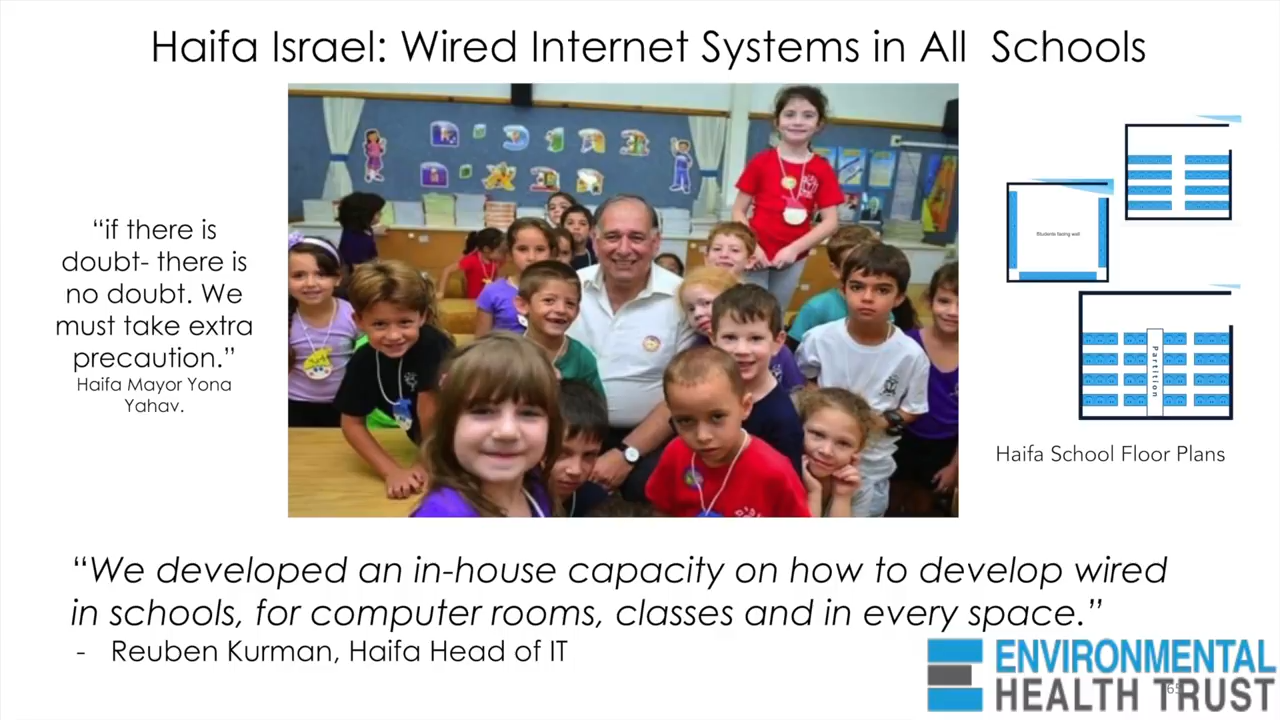 Haifa Israel: Wired Internet Systems in All Schools
“if there is
doubt- there is
no doubt. We
must take extra
precaution.”
Haifa Mayor Yona
Yahav.
Students facing wall
Partition
Haifa School Floor Plans
“We developed an in-house capacity on how to develop wired
in schools, for computer rooms, classes and in every space.”
- Reuben Kurman, Haifa Head of IT
ENVIRONMENTAL
HEALTH TRUST